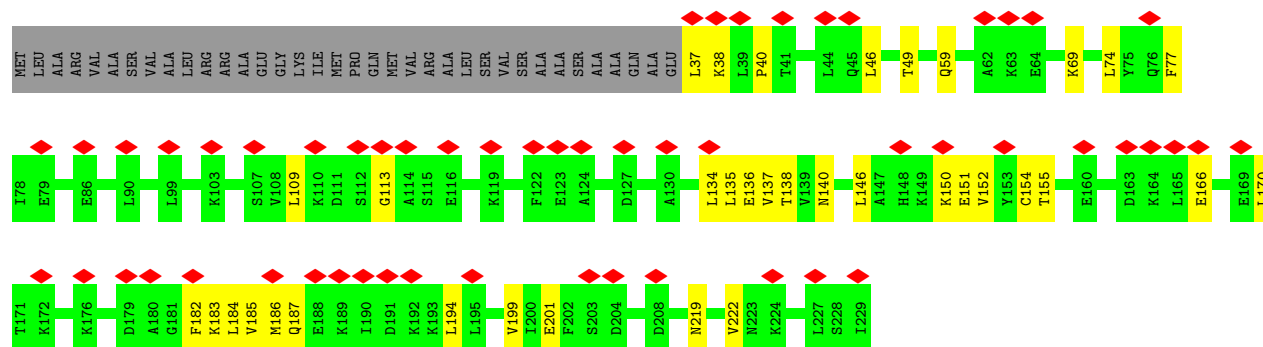 MET LEU ALA ARG VAL ALA SER VAL ALA LEU ARG ARG ALA GLU GLY LYS ILE MET PRO GLN MET VAL ARG ALA LEU SER VAL SER ALA ALA SER ALA ALA GLN ALA GLU L37 K38 L39 P40 T41 L44 Q45 L46 T49 Q59 A62 K63 E64 K69 L74 Y75 Q76 F77
I78 E79 E86 L90 L99 K103 S107 V108 L109 K110 D111 S112 G113 A114 S115 E116 K119 F122 E123 A124 D127 A130 L134 L135 E136 V137 T138 V139 N140 L146 A147 H148 K149 K150 E151 V152 Y153 C154 T155 E160 D163 K164 L165 E166 E169 L170
T171 K172 K176 D179 A180 G181 F182 K183 L184 V185 M186 Q187 E188 K189 I190 D191 K192 K193 L194 L195 V199 I200 E201 F202 S203 D204 D208 N219 V222 N223 K224 L227 S228 I229